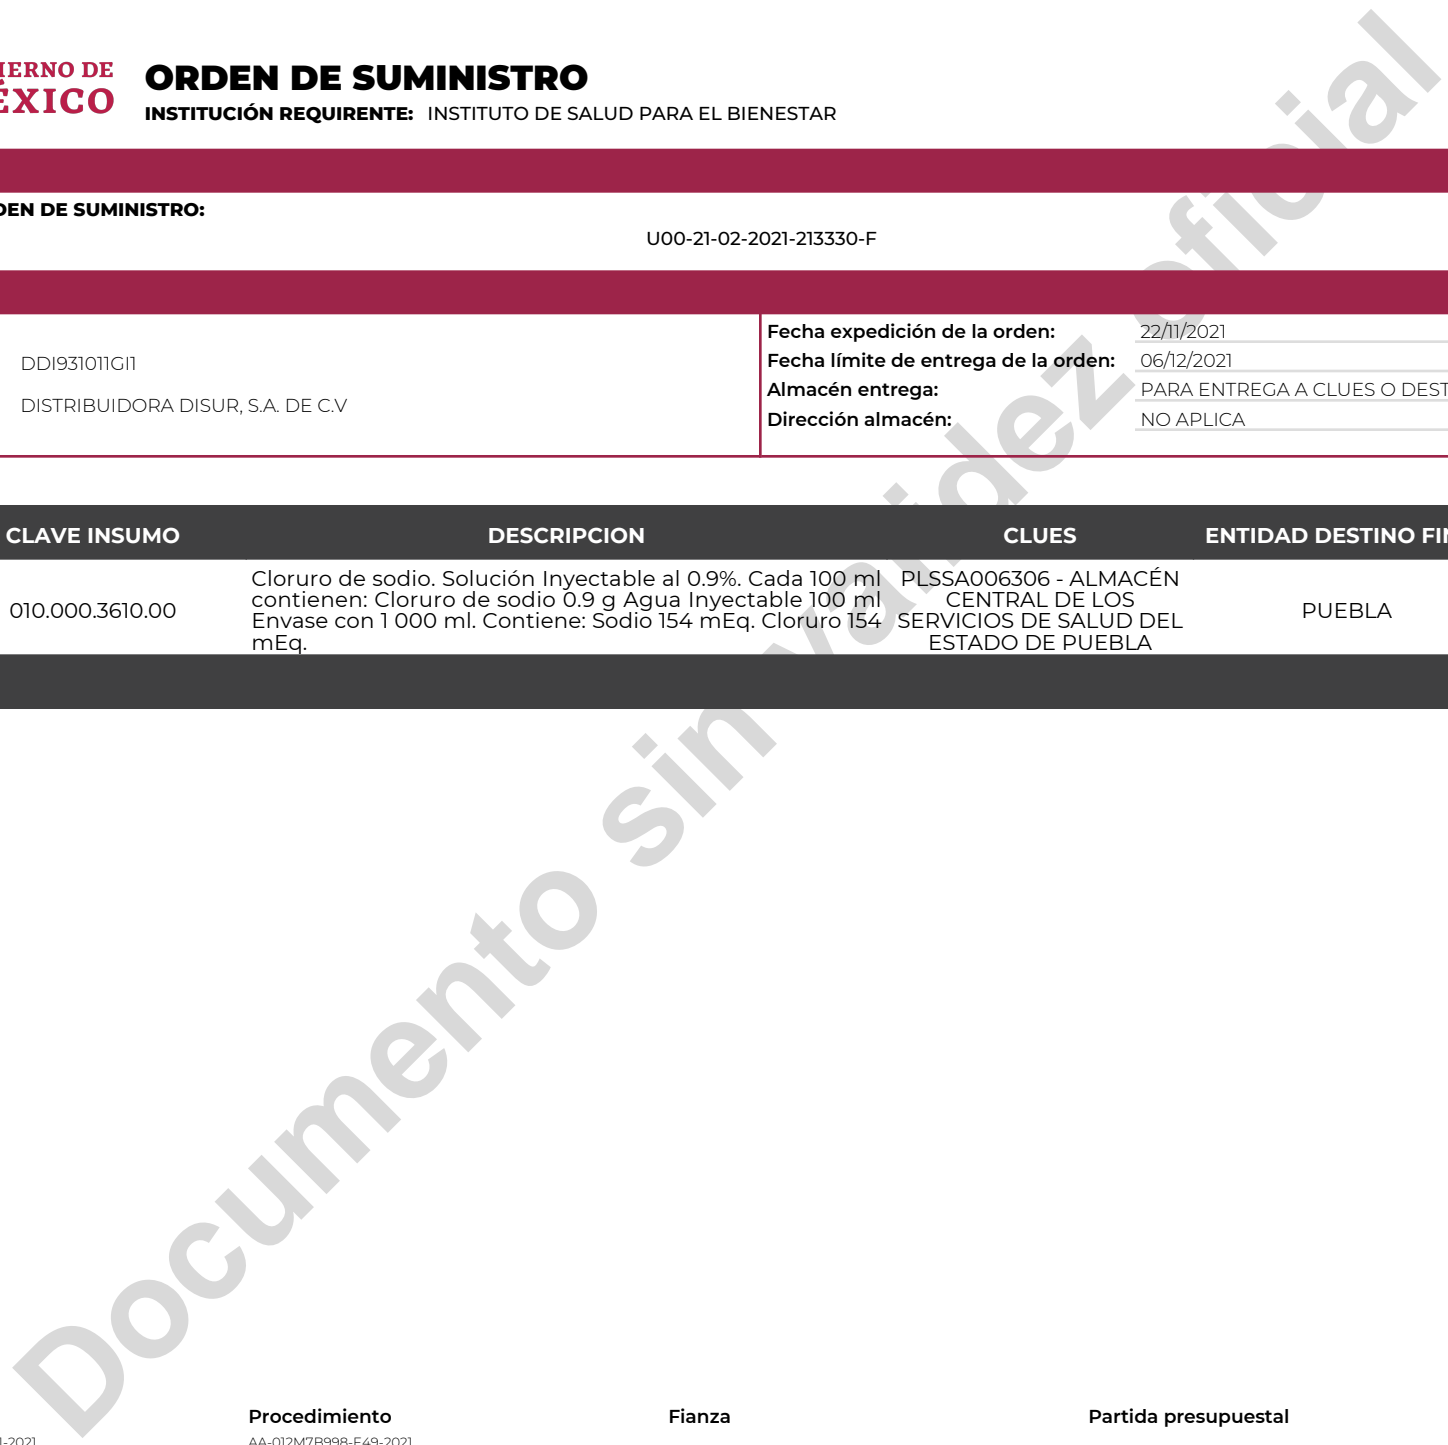 IERNO DE
ÉXICO
ORDEN DE SUMINISTRO
INSTITUCIÓN REQUIRENTE: INSTITUTO DE SALUD PARA EL BIENESTAR
DEN DE SUMINISTRO:
U00-21-02-2021-213330-F
DDI931011GI1
DISTRIBUIDORA DISUR, S.A. DE C.V
Fecha expedición de la orden: 22/11/2021
Fecha límite de entrega de la orden: 06/12/2021
Almacén entrega: PARA ENTREGA A CLUES O DEST
Dirección almacén: NO APLICA
CLAVE INSUMO DESCRIPCION CLUES ENTIDAD DESTINO FIN
010.000.3610.00
Cloruro de sodio. Solución Inyectable al 0.9%. Cada 100 ml
contienen: Cloruro de sodio 0.9 g Agua Inyectable 100 ml
Envase con 1 000 ml. Contiene: Sodio 154 mEq. Cloruro 154
mEq.
PLSSA006306 - ALMACÉN
CENTRAL DE LOS
SERVICIOS DE SALUD DEL
ESTADO DE PUEBLA
PUEBLA
Documento sin validez oficial
Procedimiento Fianza Partida presupuestal
-2021 AA-012M7B998-E49-2021